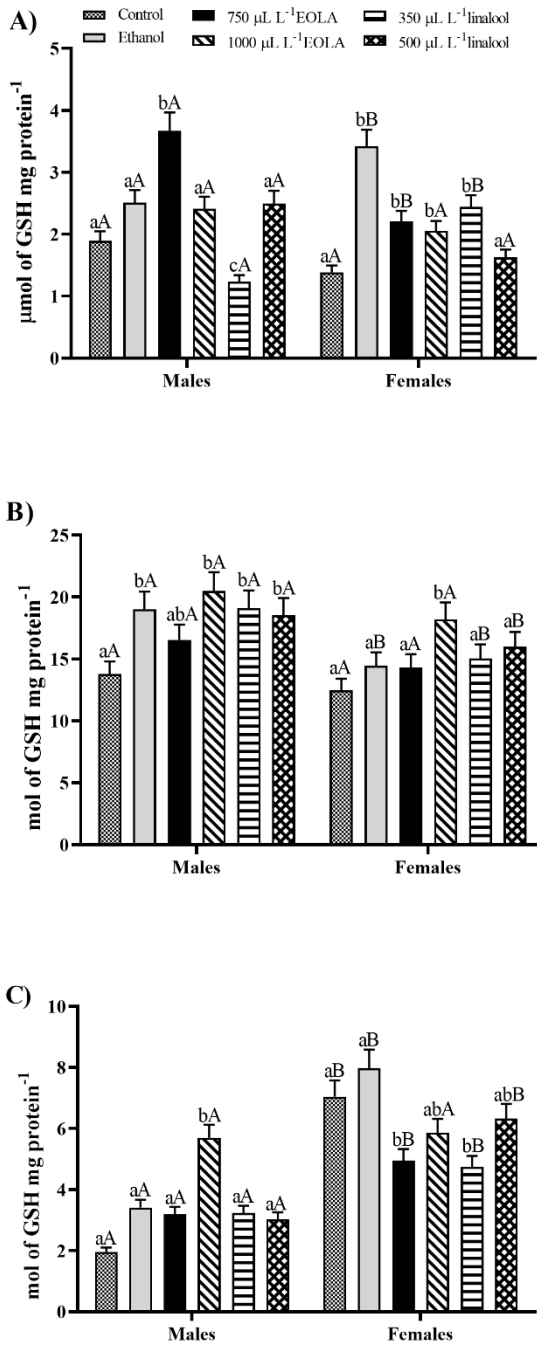 A)
Control 750 μL L⁻¹EOLA 350 μL L⁻¹linalool
Ethanol 1000 μL L⁻¹EOLA 500 μL L⁻¹linalool
μmol of GSH mg protein⁻¹
5
4
3
2
1
0
aA aA bA aA cA aA
aA bB bB bA bB aA
Males Females
B)
mol of GSH mg protein⁻¹
25
20
15
10
5
0
aA bA abA bA bA bA
aA aB aA bA aB aB
Males Females
C)
mol of GSH mg protein⁻¹
10
8
6
4
2
0
aA aA aA bA aA aA
aB aB bB abA bB abB
Males Females